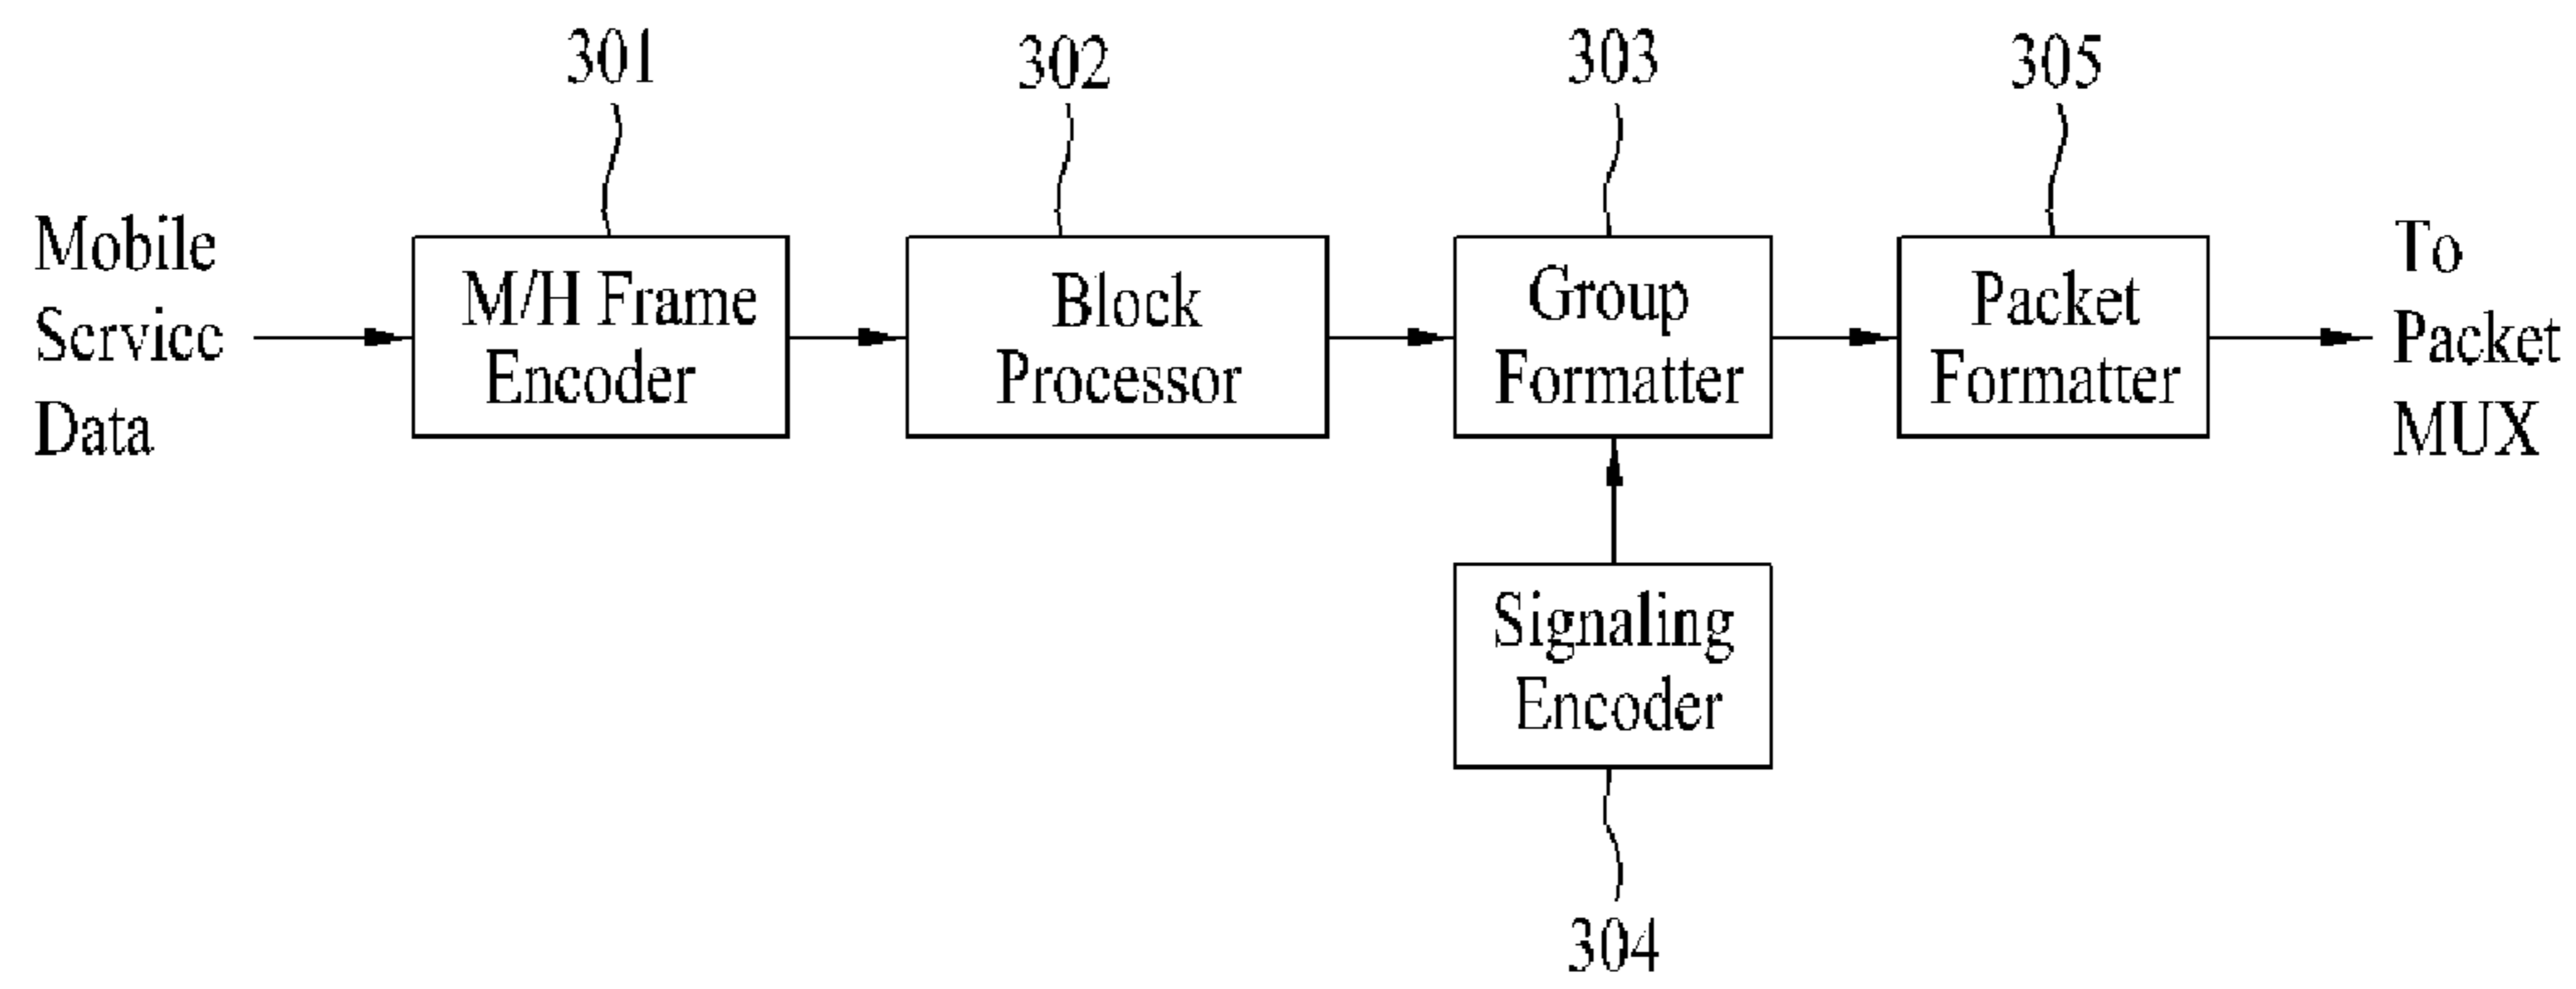 301
302
303
305
Mobile
Service
Data
M/H Frame
Encoder
Block
Processor
Group
Formatter
Packet
Formatter
To
Packet
MUX
Signaling
Encoder
304